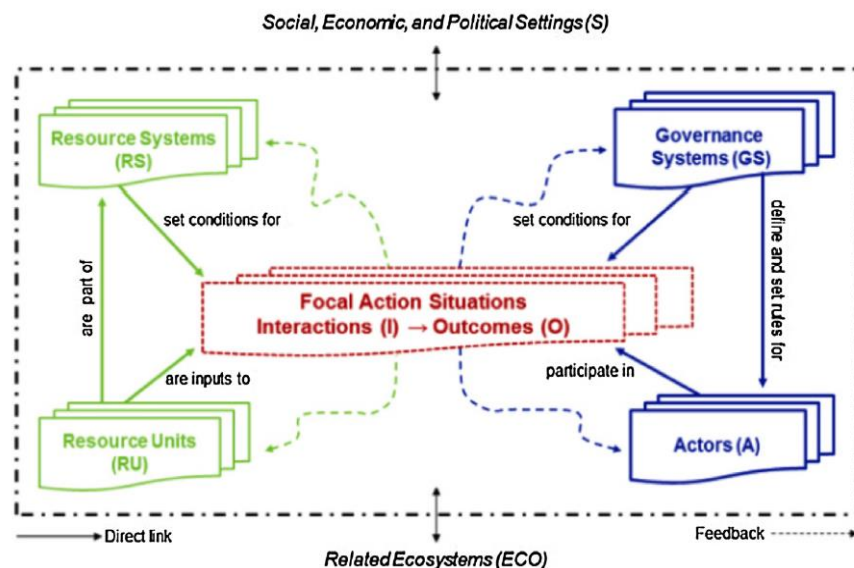 Social, Economic, and Political Settings (S)
Resource Systems
(RS)
Governance
Systems (GS)
set conditions for
set conditions for
are part of
define and set rules for
Focal Action Situations
Interactions (I) → Outcomes (O)
are inputs to
participate in
Resource Units
(RU)
Actors (A)
Direct link
Feedback
Related Ecosystems (ECO)